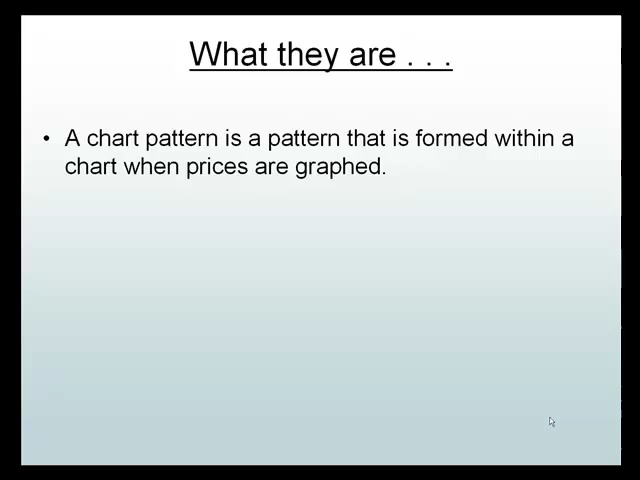 What they are . . .
• A chart pattern is a pattern that is formed within a
chart when prices are graphed.